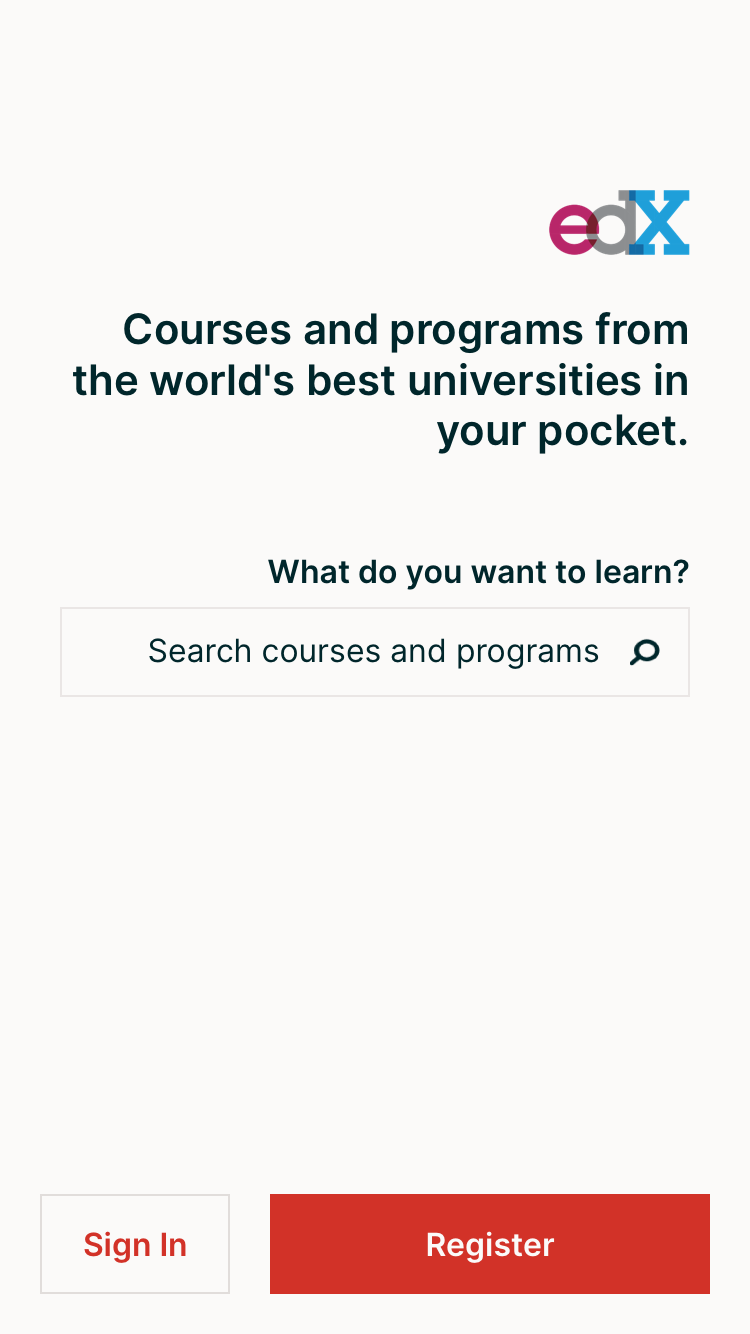 edX
Courses and programs from
the world's best universities in
your pocket.
What do you want to learn?
Search courses and programs
Sign In
Register